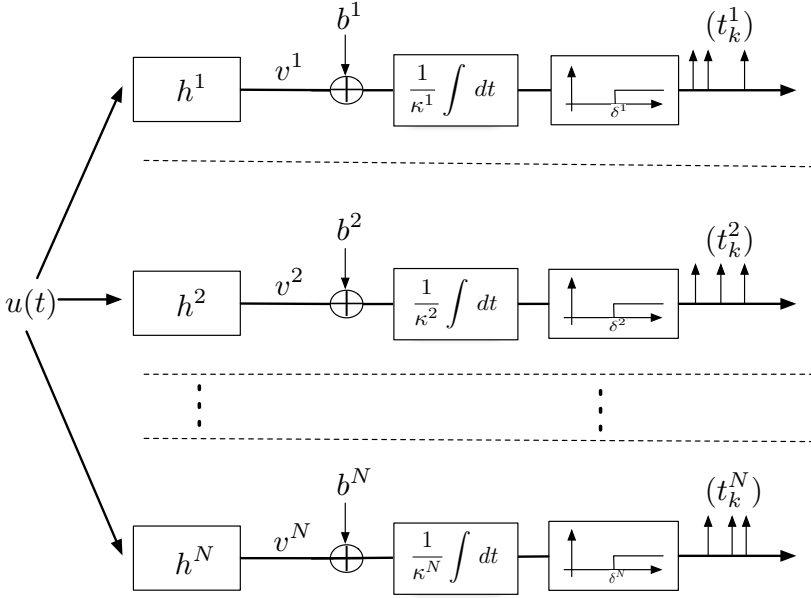 b^1
(t_k^1)
h^1
v^1
1/κ^1 ∫ dt
δ^1
b^2
(t_k^2)
u(t)
h^2
v^2
1/κ^2 ∫ dt
δ^2
b^N
(t_k^N)
h^N
v^N
1/κ^N ∫ dt
δ^N